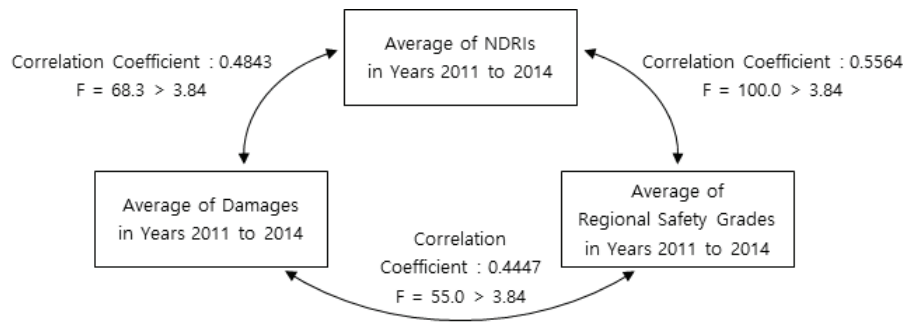 Average of NDRIs
in Years 2011 to 2014
Correlation Coefficient : 0.4843
F = 68.3 > 3.84
Correlation Coefficient : 0.5564
F = 100.0 > 3.84
Average of Damages
in Years 2011 to 2014
Average of
Regional Safety Grades
in Years 2011 to 2014
Correlation
Coefficient : 0.4447
F = 55.0 > 3.84